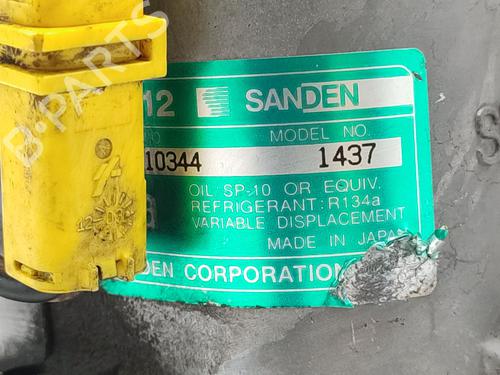 12 SANDEN
MODEL NO.
10344 1437
OIL SP-10 OR EQUIV.
REFRIGERANT:R134a
VARIABLE DISPLACEMENT
MADE IN JAPAN
DEN CORPORATION
B-PARTS